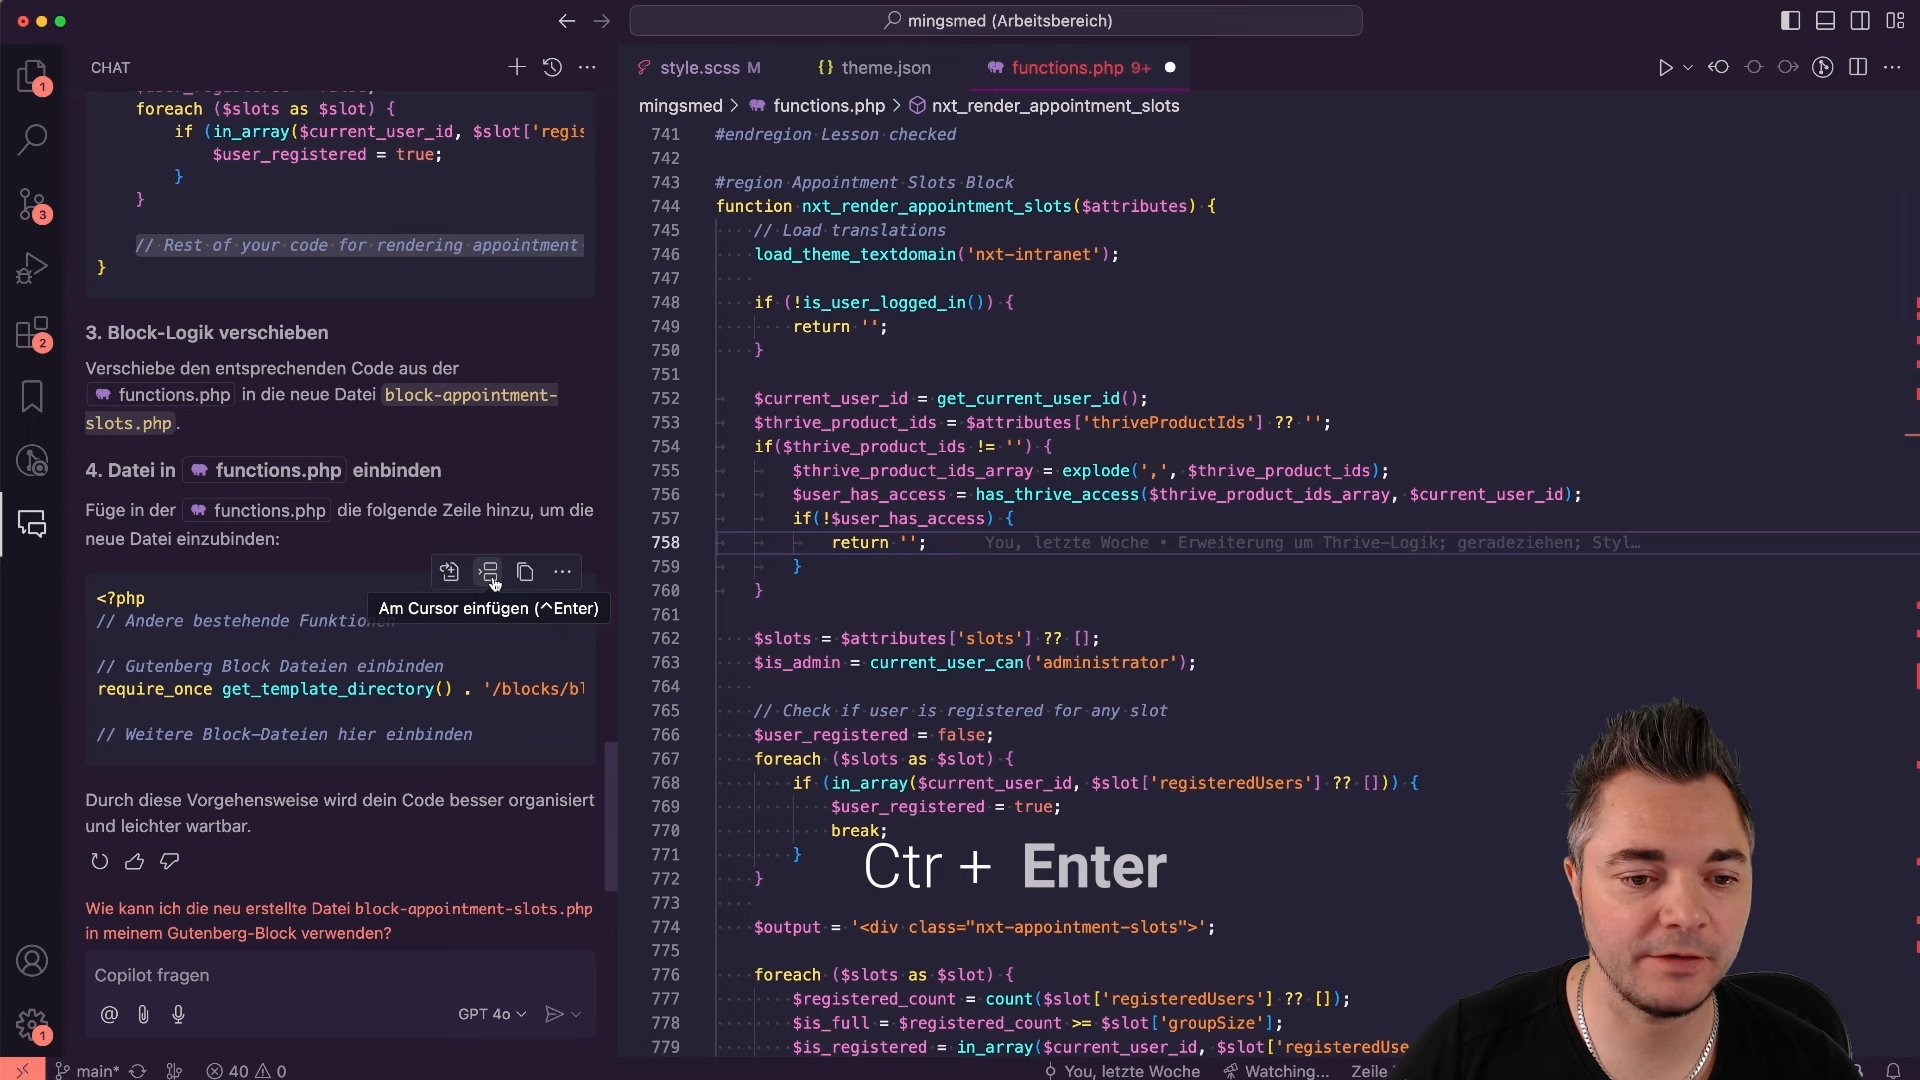 mingsmed (Arbeitsbereich)
CHAT
foreach ($slots as $slot) {
if (in_array($current_user_id, $slot['regis
$user_registered = true;
}
}
// Rest of your code for rendering appointment
}
3. Block-Logik verschieben
Verschiebe den entsprechenden Code aus der
functions.php in die neue Datei block-appointment-
slots.php.
4. Datei in functions.php einbinden
Füge in der functions.php die folgende Zeile hinzu, um die
neue Datei einzubinden:
Am Cursor einfügen (^Enter)
<?php
// Andere bestehende Funktionen
// Gutenberg Block Dateien einbinden
require_once get_template_directory() . '/blocks/bl
// Weitere Block-Dateien hier einbinden
Durch diese Vorgehensweise wird dein Code besser organisiert
und leichter wartbar.
Wie kann ich die neu erstellte Datei block-appointment-slots.php
in meinem Gutenberg-Block verwenden?
Copilot fragen
GPT 4o
1
3
2
1
style.scss M
theme.json
functions.php 9+
mingsmed > functions.php > nxt_render_appointment_slots
741 #endregion Lesson checked
742
743 #region Appointment Slots Block
744 function nxt_render_appointment_slots($attributes) {
745 // Load translations
746 load_theme_textdomain('nxt-intranet');
747
748 if (!is_user_logged_in()) {
749 return '';
750 }
751
752 $current_user_id = get_current_user_id();
753 $thrive_product_ids = $attributes['thriveProductIds'] ?? '';
754 if($thrive_product_ids != '') {
755 $thrive_product_ids_array = explode(',', $thrive_product_ids);
756 $user_has_access = has_thrive_access($thrive_product_ids_array, $current_user_id);
757 if(!$user_has_access) {
758 return ''; You, letzte Woche • Erweiterung um Thrive-Logik; geradeziehen; Styl…
759 }
760 }
761
762 $slots = $attributes['slots'] ?? [];
763 $is_admin = current_user_can('administrator');
764
765 // Check if user is registered for any slot
766 $user_registered = false;
767 foreach ($slots as $slot) {
768 if (in_array($current_user_id, $slot['registeredUsers'] ?? [])) {
769 $user_registered = true;
770 break;
771 }
772 }
773
774 $output = '<div class="nxt-appointment-slots">';
775
776 foreach ($slots as $slot) {
777 $registered_count = count($slot['registeredUsers'] ?? []);
778 $is_full = $registered_count >= $slot['groupSize'];
779 $is_registered = in_array($current_user_id, $slot['registeredUse
Ctr + Enter
main* 40 0
You, letzte Woche Watching... Zeile